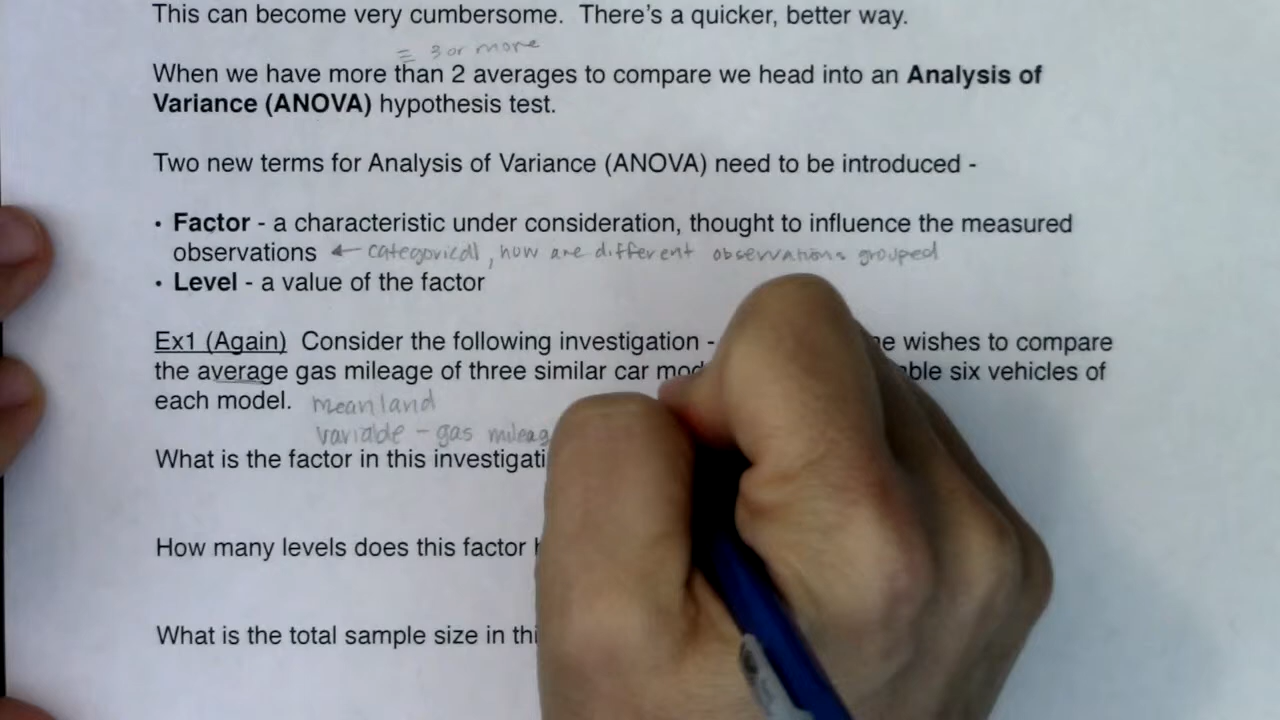 This can become very cumbersome. There's a quicker, better way.
= 3 or more
When we have more than 2 averages to compare we head into an Analysis of
Variance (ANOVA) hypothesis test.
Two new terms for Analysis of Variance (ANOVA) need to be introduced -
• Factor - a characteristic under consideration, thought to influence the measured
observations ← categorical, how are different observations grouped
• Level - a value of the factor
Ex1 (Again) Consider the following investigation - wishes to compare
the average gas mileage of three similar car six vehicles of
each model.
variable - gas
What is the factor in this
How many levels does this factor
What is the total sample size in